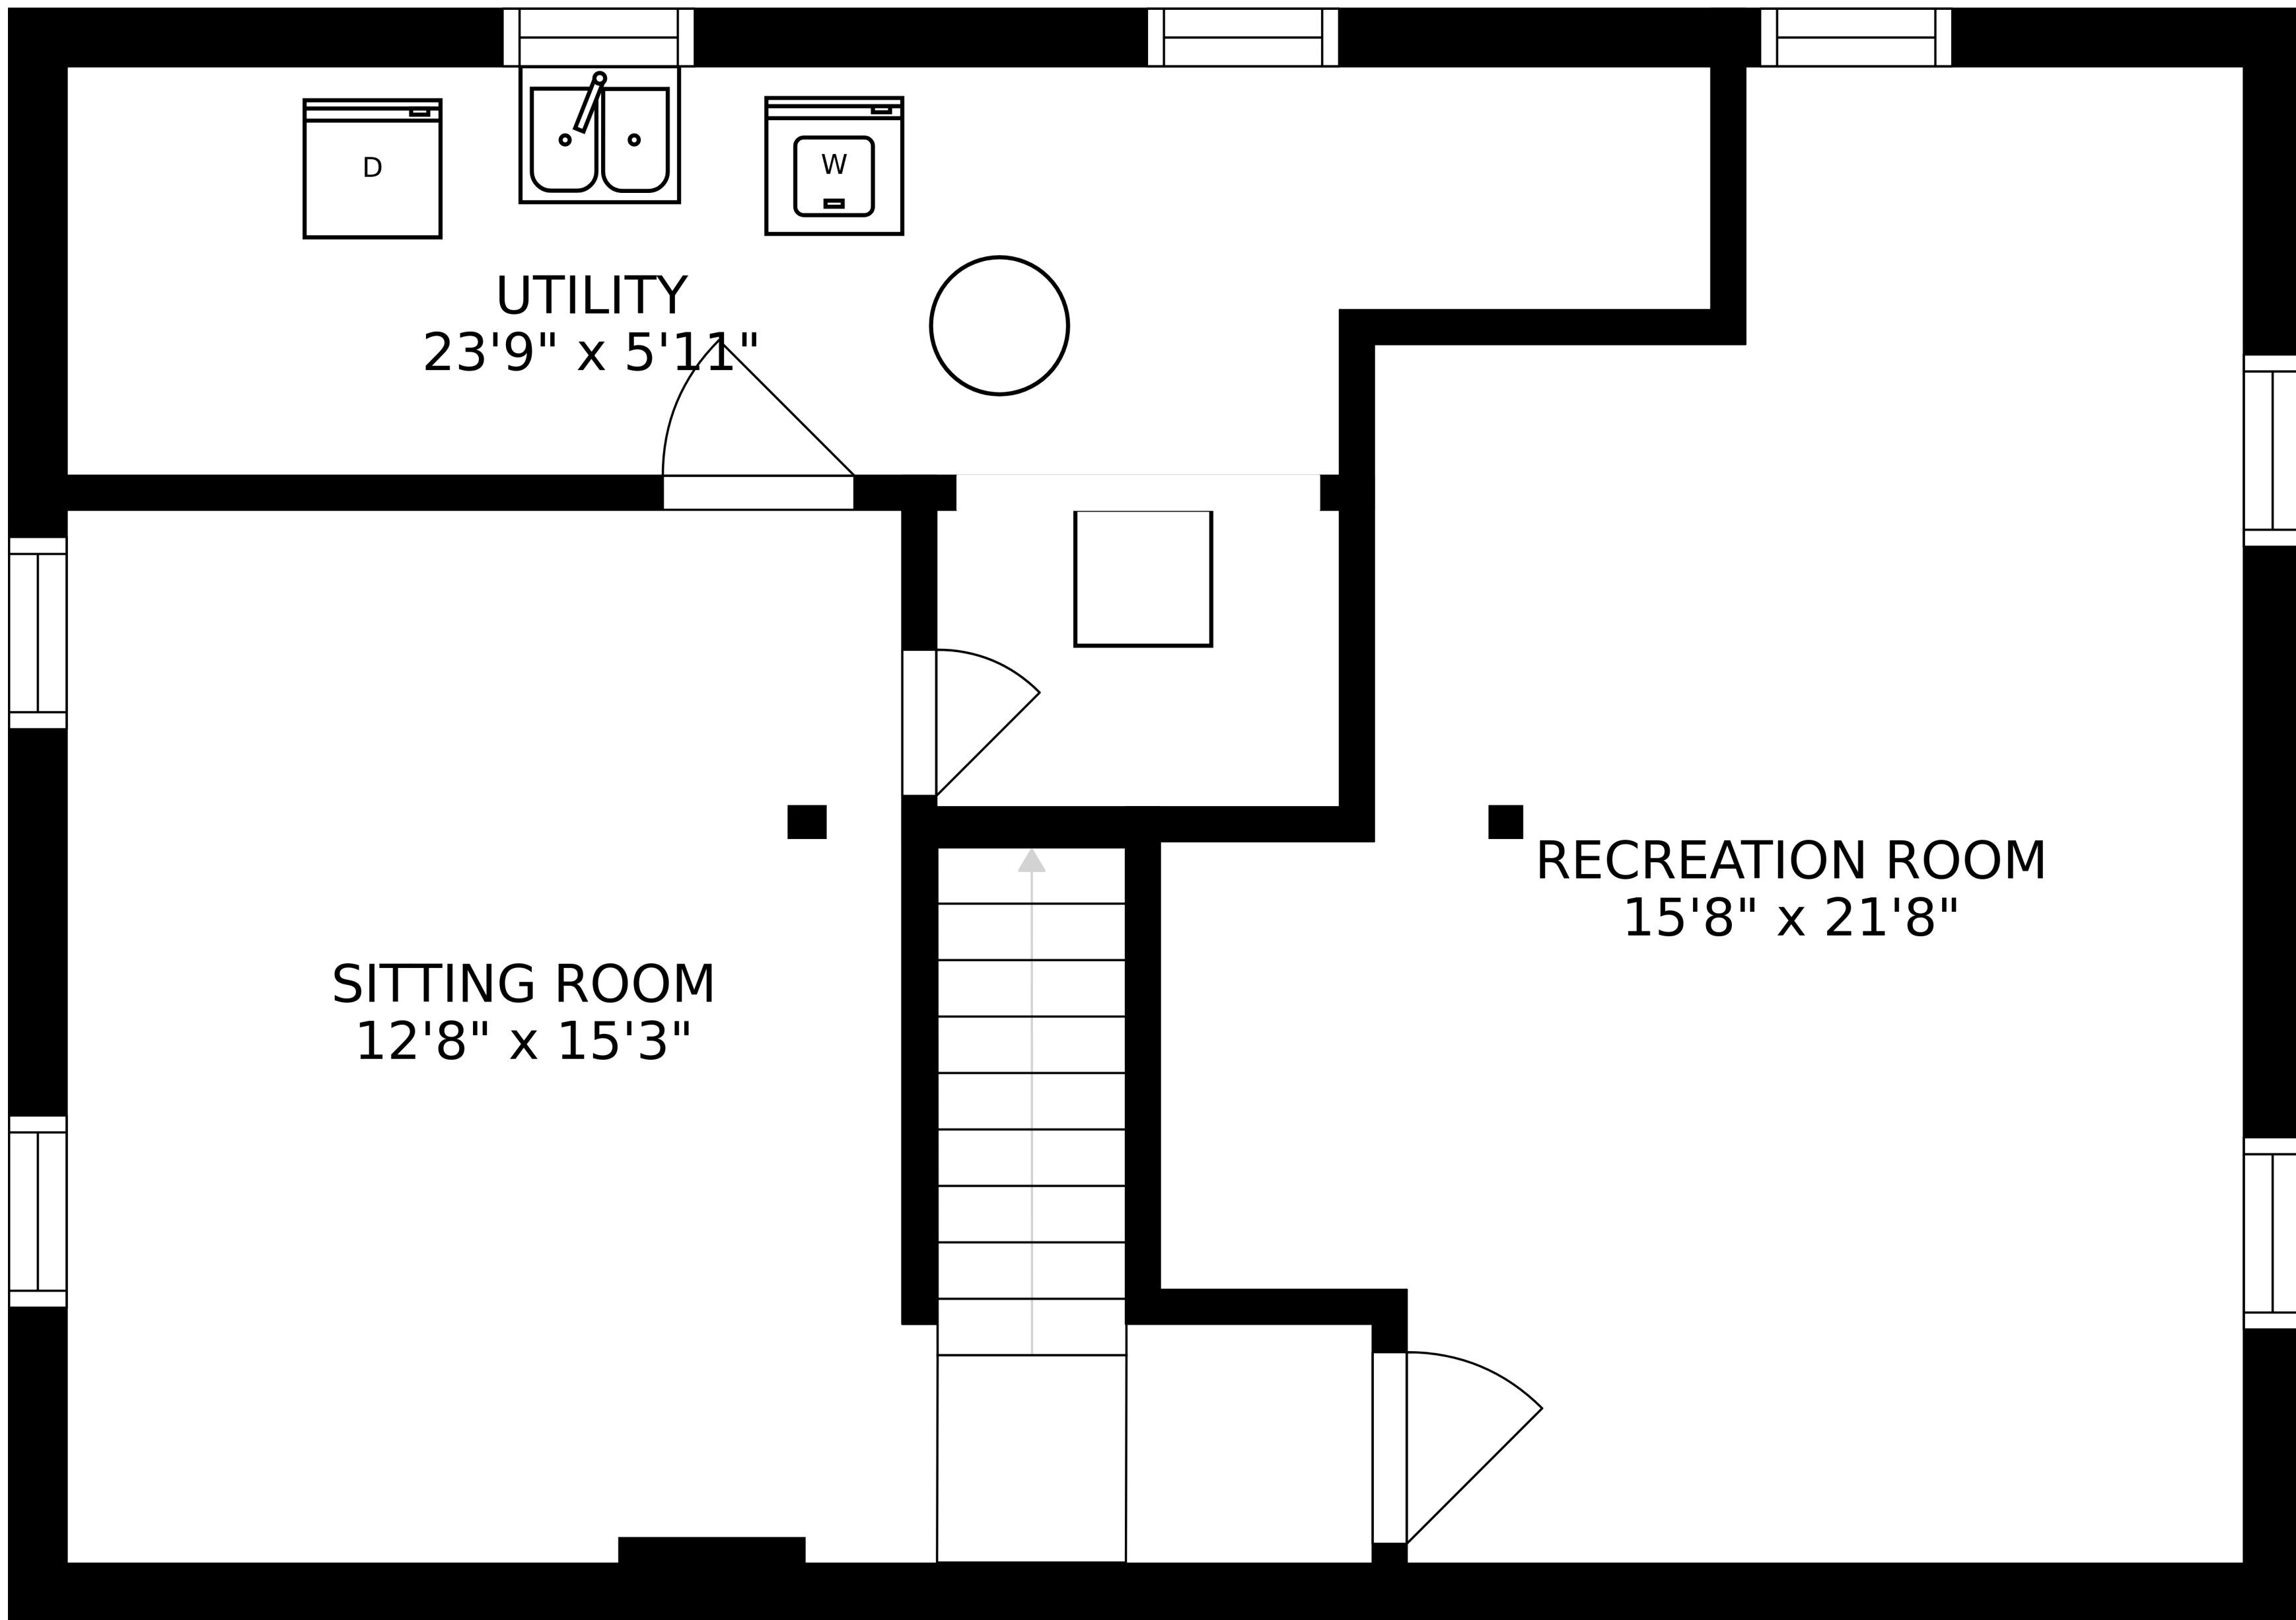 D
W
UTILITY
23'9" x 5'11"
RECREATION ROOM
15'8" x 21'8"
SITTING ROOM
12'8" x 15'3"